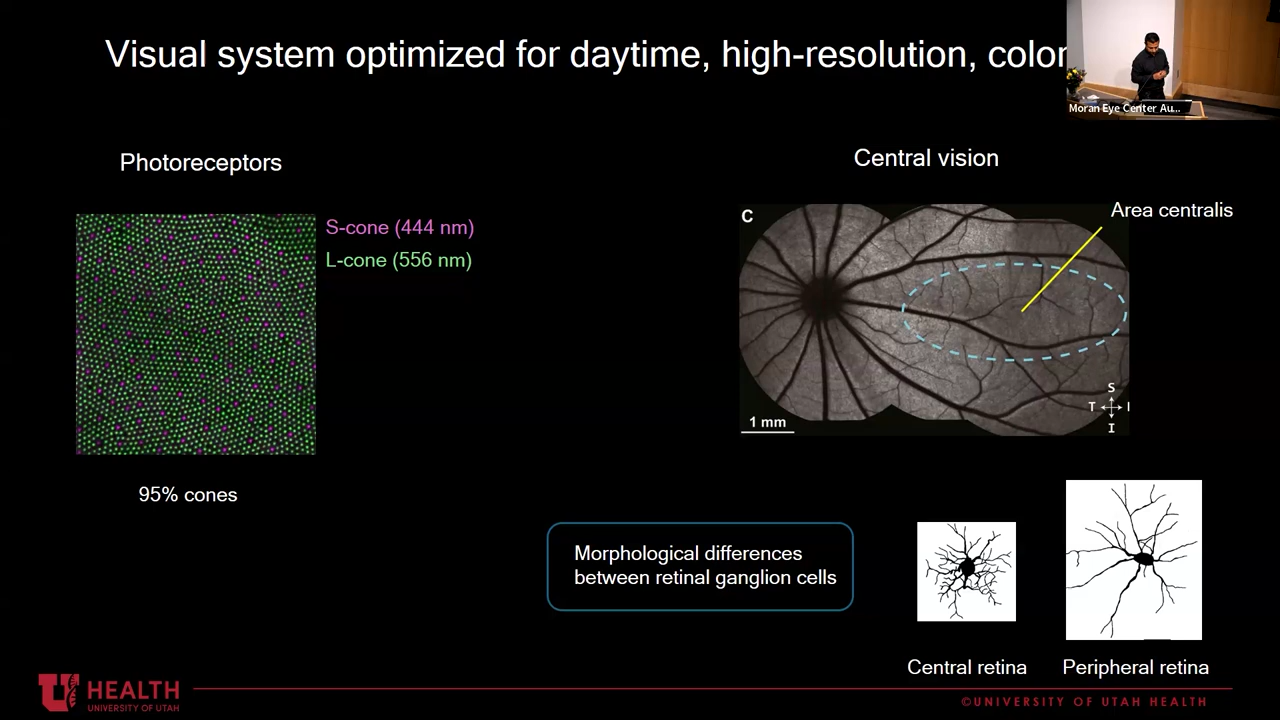 Visual system optimized for daytime, high-resolution, color
Moran Eye Center Au...
Photoreceptors
Central vision
S-cone (444 nm)
L-cone (556 nm)
C
Area centralis
S
T
I
I
1 mm
95% cones
Morphological differences
between retinal ganglion cells
Central retina
Peripheral retina
U
HEALTH
UNIVERSITY OF UTAH
©UNIVERSITY OF UTAH HEALTH